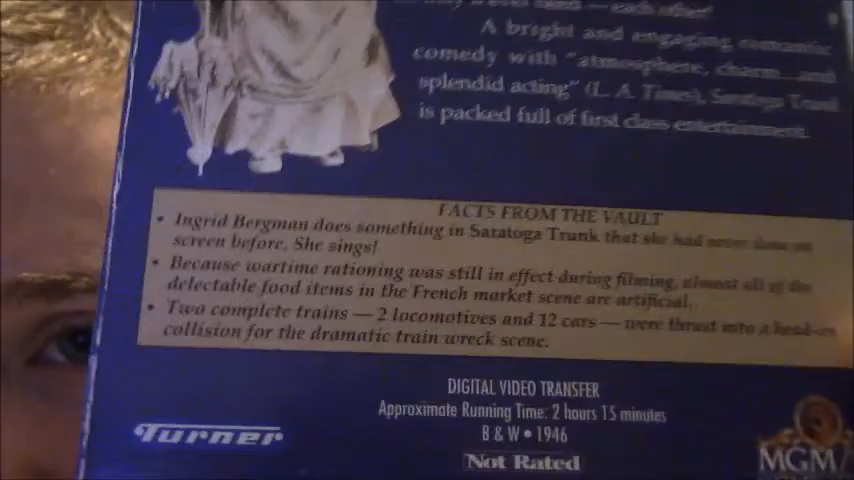 each other!
A bright and engaging romantic
comedy with "atmosphere, charm...and
splendid acting" (L. A. Times), Saratoga Trunk
is packed full of first class entertainment.
FACTS FROM THE VAULT
• Ingrid Bergman does something in Saratoga Trunk that she had never done on
screen before. She sings!
• Because wartime rationing was still in effect during filming, almost all of the
delectable food items in the French market scene are artificial.
• Two complete trains — 2 locomotives and 12 cars — were thrust into a head-on
collision for the dramatic train wreck scene.
DIGITAL VIDEO TRANSFER
Approximate Running Time: 2 hours 15 minutes
B & W • 1946
Turner
Not Rated
MGM